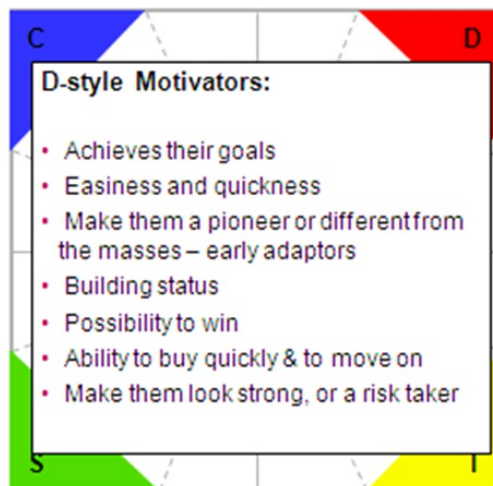 C
D
D-style Motivators:
• Achieves their goals
• Easiness and quickness
• Make them a pioneer or different from
the masses – early adaptors
• Building status
• Possibility to win
• Ability to buy quickly & to move on
• Make them look strong, or a risk taker
S
I